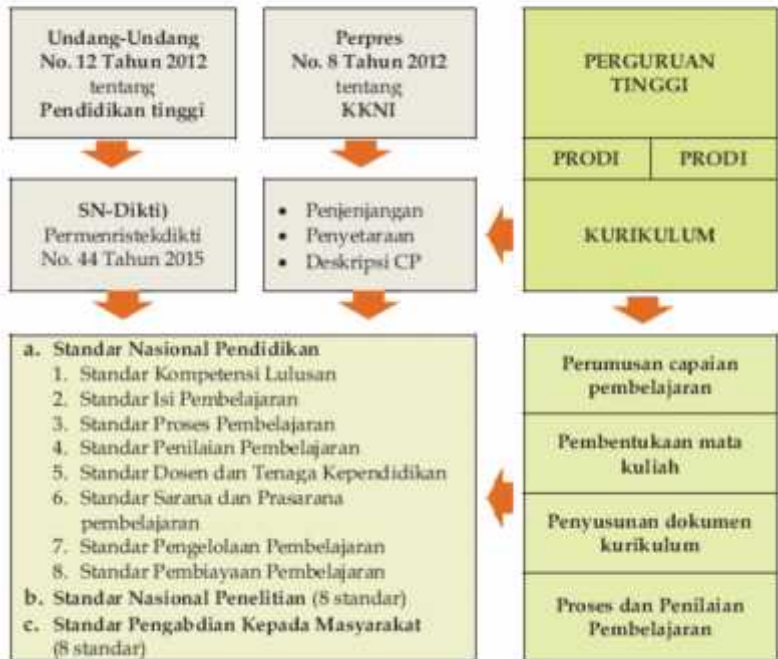 Undang-Undang
No. 12 Tahun 2012
tentang
Pendidikan tinggi
Perpres
No. 8 Tahun 2012
tentang
KKNI
PERGURUAN
TINGGI
PRODI
PRODI
SN-Dikti)
Permenristekdikti
No. 44 Tahun 2015
• Penjenjangan
• Penyetaraan
• Deskripsi CP
KURIKULUM
a. Standar Nasional Pendidikan
1. Standar Kompetensi Lulusan
2. Standar Isi Pembelajaran
3. Standar Proses Pembelajaran
4. Standar Penilaian Pembelajaran
5. Standar Dosen dan Tenaga Kependidikan
6. Standar Sarana dan Prasarana
pembelajaran
7. Standar Pengelolaan Pembelajaran
8. Standar Pembiayaan Pembelajaran
b. Standar Nasional Penelitian (8 standar)
c. Standar Pengabdian Kepada Masyarakat
(8 standar)
Perumusan capaian
pembelajaran
Pembentukaan mata
kuliah
Penyusunan dokumen
kurikulum
Proses dan Penilaian
Pembelajaran